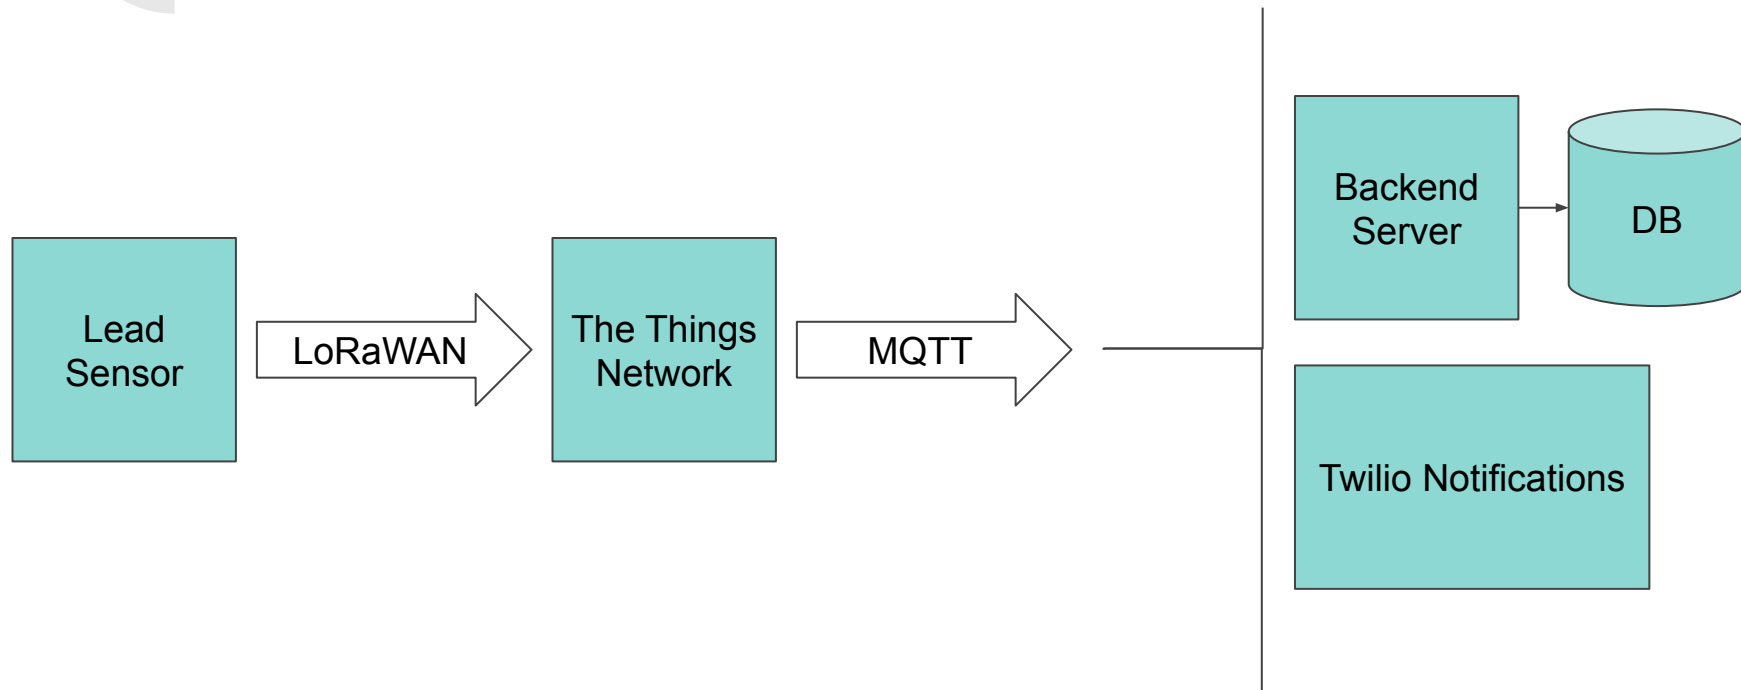 Lead
Sensor
LoRaWAN
The Things
Network
MQTT
Backend
Server
DB
Twilio Notifications